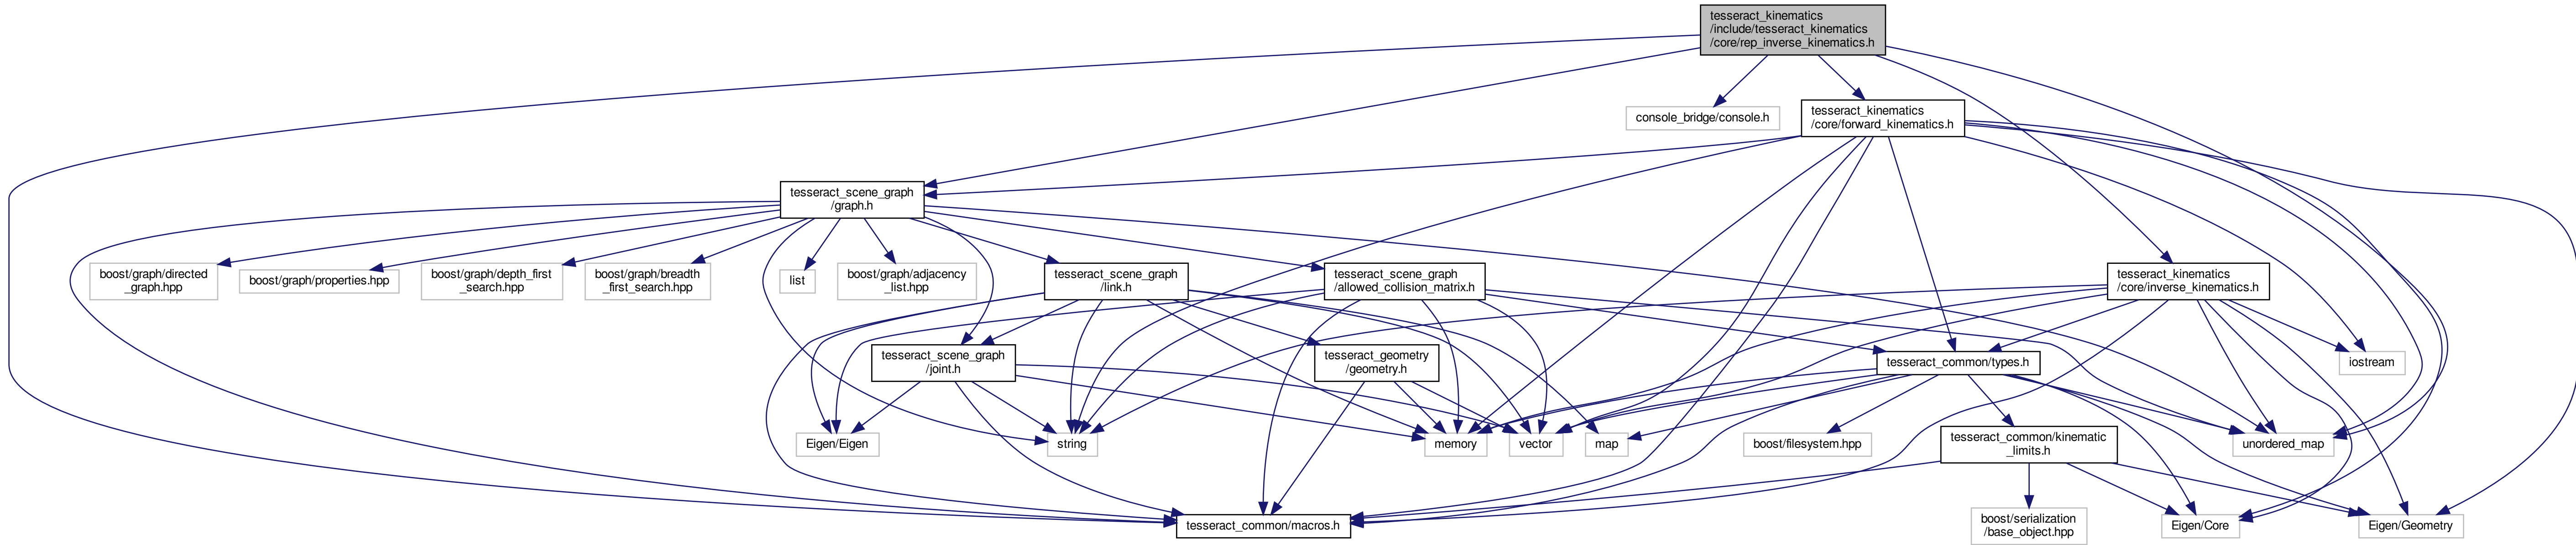 tesseract_kinematics
/include/tesseract_kinematics
/core/rep_inverse_kinematics.h
console_bridge/console.h
tesseract_kinematics
/core/forward_kinematics.h
tesseract_scene_graph
/graph.h
boost/graph/directed
_graph.hpp
boost/graph/properties.hpp
boost/graph/depth_first
_search.hpp
boost/graph/breadth
_first_search.hpp
list
boost/graph/adjacency
_list.hpp
tesseract_scene_graph
/link.h
tesseract_scene_graph
/allowed_collision_matrix.h
tesseract_kinematics
/core/inverse_kinematics.h
tesseract_scene_graph
/joint.h
tesseract_geometry
/geometry.h
tesseract_common/types.h
iostream
Eigen/Eigen
string
memory
vector
map
boost/filesystem.hpp
tesseract_common/kinematic
_limits.h
unordered_map
tesseract_common/macros.h
boost/serialization
/base_object.hpp
Eigen/Core
Eigen/Geometry